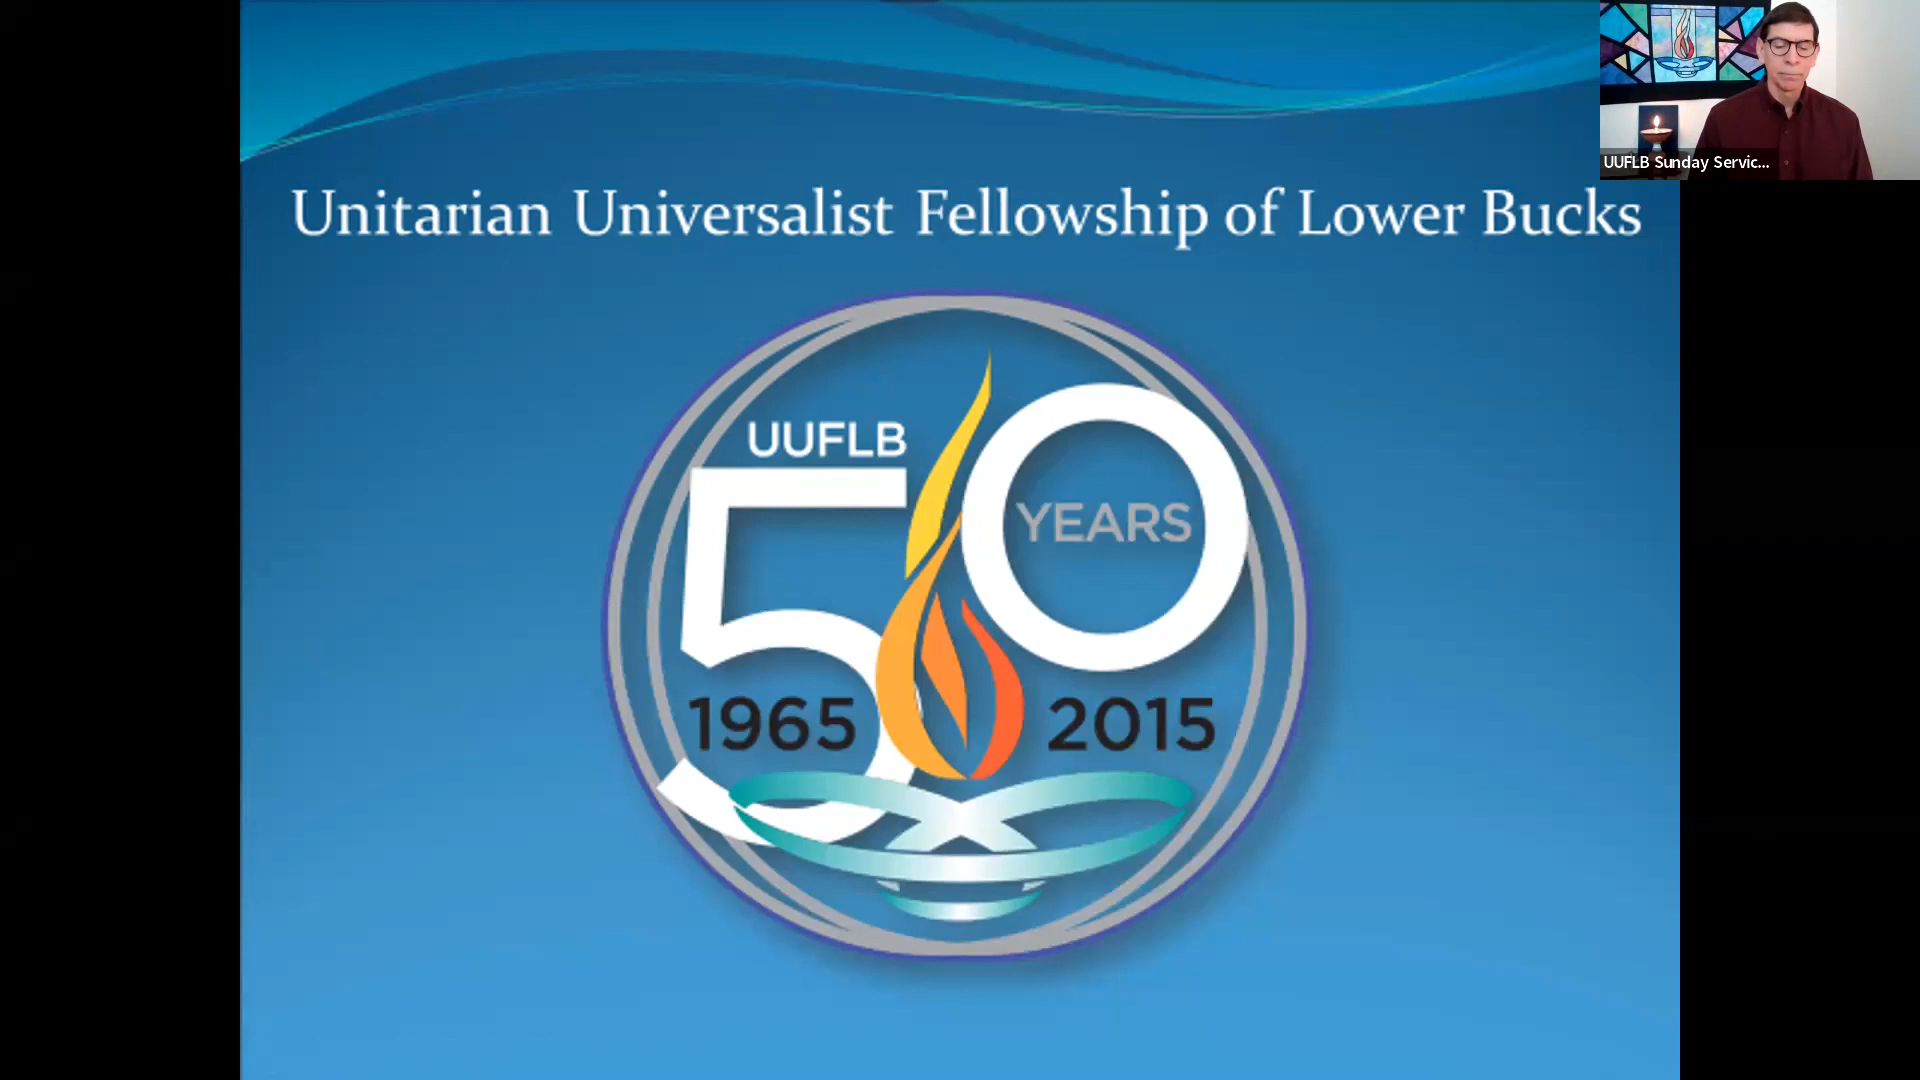 Unitarian Universalist Fellowship of Lower Bucks
UUFLB Sunday Servic...
UUFLB
50
YEARS
1965 2015